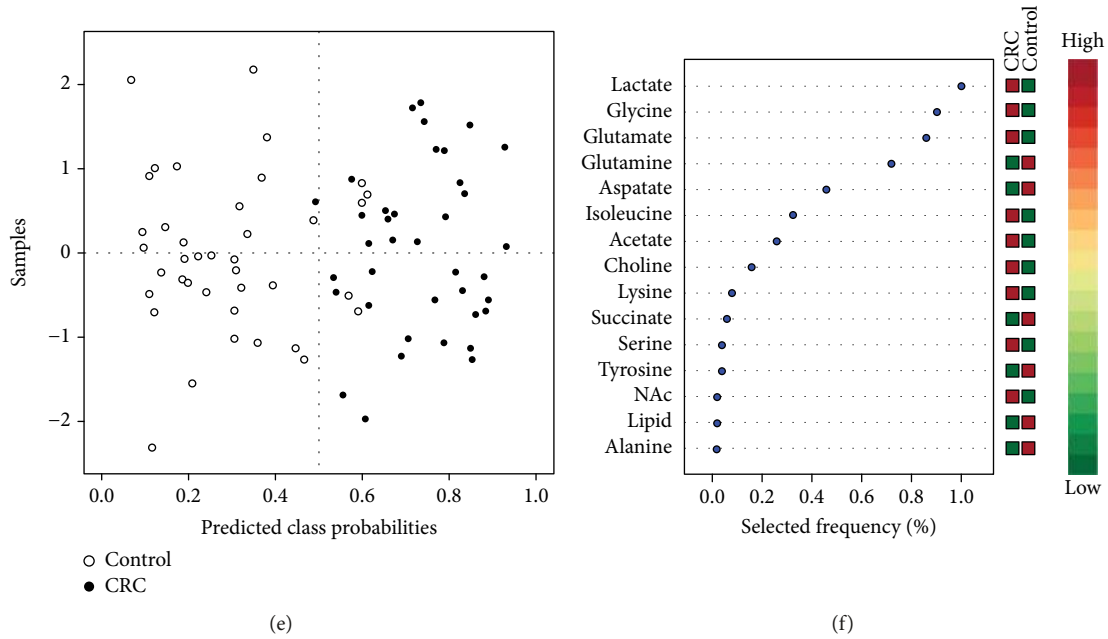 2
1
0
−1
−2
Samples
0.0 0.2 0.4 0.6 0.8 1.0
Predicted class probabilities
Control
CRC
(e)
CRC
Control
High
Lactate
Glycine
Glutamate
Glutamine
Aspatate
Isoleucine
Acetate
Choline
Lysine
Succinate
Serine
Tyrosine
NAc
Lipid
Alanine
Low
0.0 0.2 0.4 0.6 0.8 1.0
Selected frequency (%)
(f)